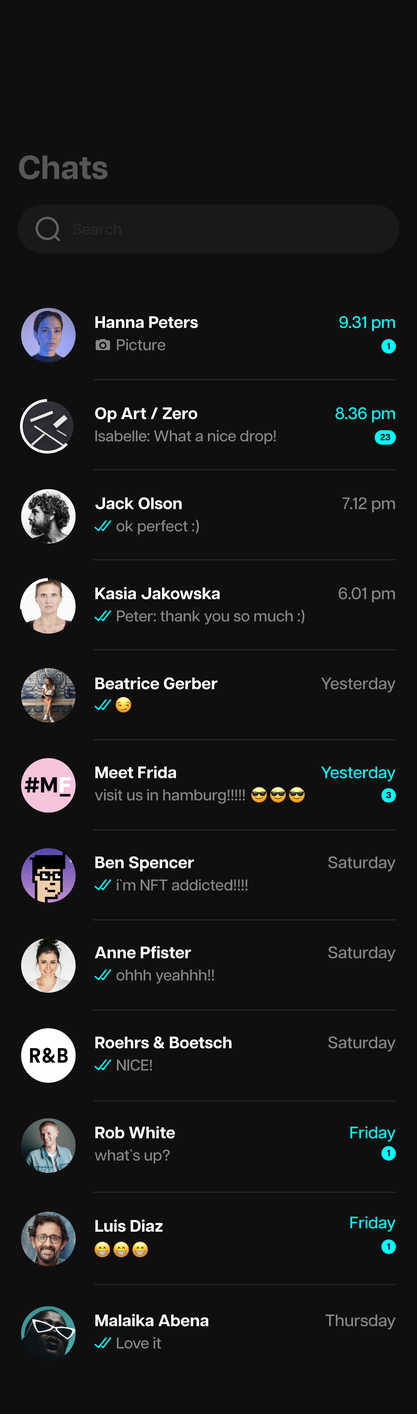 Chats
Search
Hanna Peters 9.31 pm
Picture 1
Op Art / Zero 8.36 pm
Isabelle: What a nice drop! 23
Jack Olson 7.12 pm
ok perfect :)
Kasia Jakowska 6.01 pm
Peter: thank you so much :)
Beatrice Gerber Yesterday
😏
#MF_
Meet Frida Yesterday
visit us in hamburg!!!!! 😎😎😎 3
Ben Spencer Saturday
i`m NFT addicted!!!!
Anne Pfister Saturday
ohhh yeahhh!!
R&B
Roehrs & Boetsch Saturday
NICE!
Rob White Friday
what`s up? 1
Luis Diaz Friday
😁😁😁 1
Malaika Abena Thursday
Love it